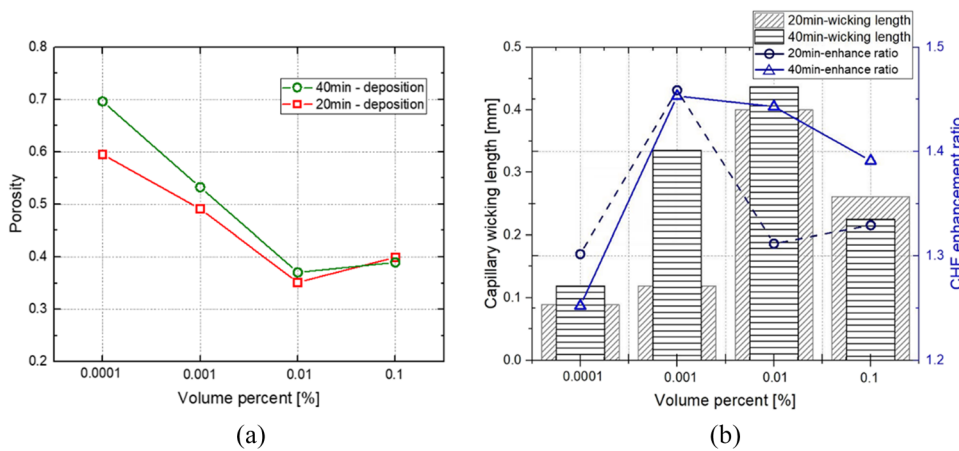 0.8
0.7
0.6
0.5
0.4
0.3
0.2
Porosity
40min - deposition
20min - deposition
0.0001
0.001
0.01
0.1
Volume percent [%]
(a)
20min-wicking length
40min-wicking length
20min-enhance ratio
40min-enhance ratio
0.5
0.4
0.3
0.2
0.1
0.0
Capillary wicking length [mm]
1.5
1.4
1.3
1.2
CHF enhancement ratio
0.0001
0.001
0.01
0.1
Volume percent [%]
(b)